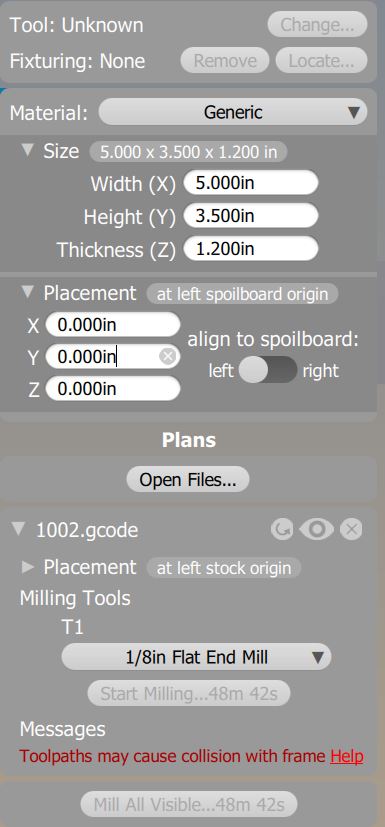 Tool: Unknown Change...
Fixturing: None Remove Locate...
Material: Generic
Size 5.000 x 3.500 x 1.200 in
Width (X) 5.000in
Height (Y) 3.500in
Thickness (Z) 1.200in
Placement at left spoilboard origin
X 0.000in
align to spoilboard:
Y 0.000in
left right
Z 0.000in
Plans
Open Files...
1002.gcode
Placement at left stock origin
Milling Tools
T1
1/8in Flat End Mill
Start Milling...48m 42s
Messages
Toolpaths may cause collision with frame Help
Mill All Visible...48m 42s